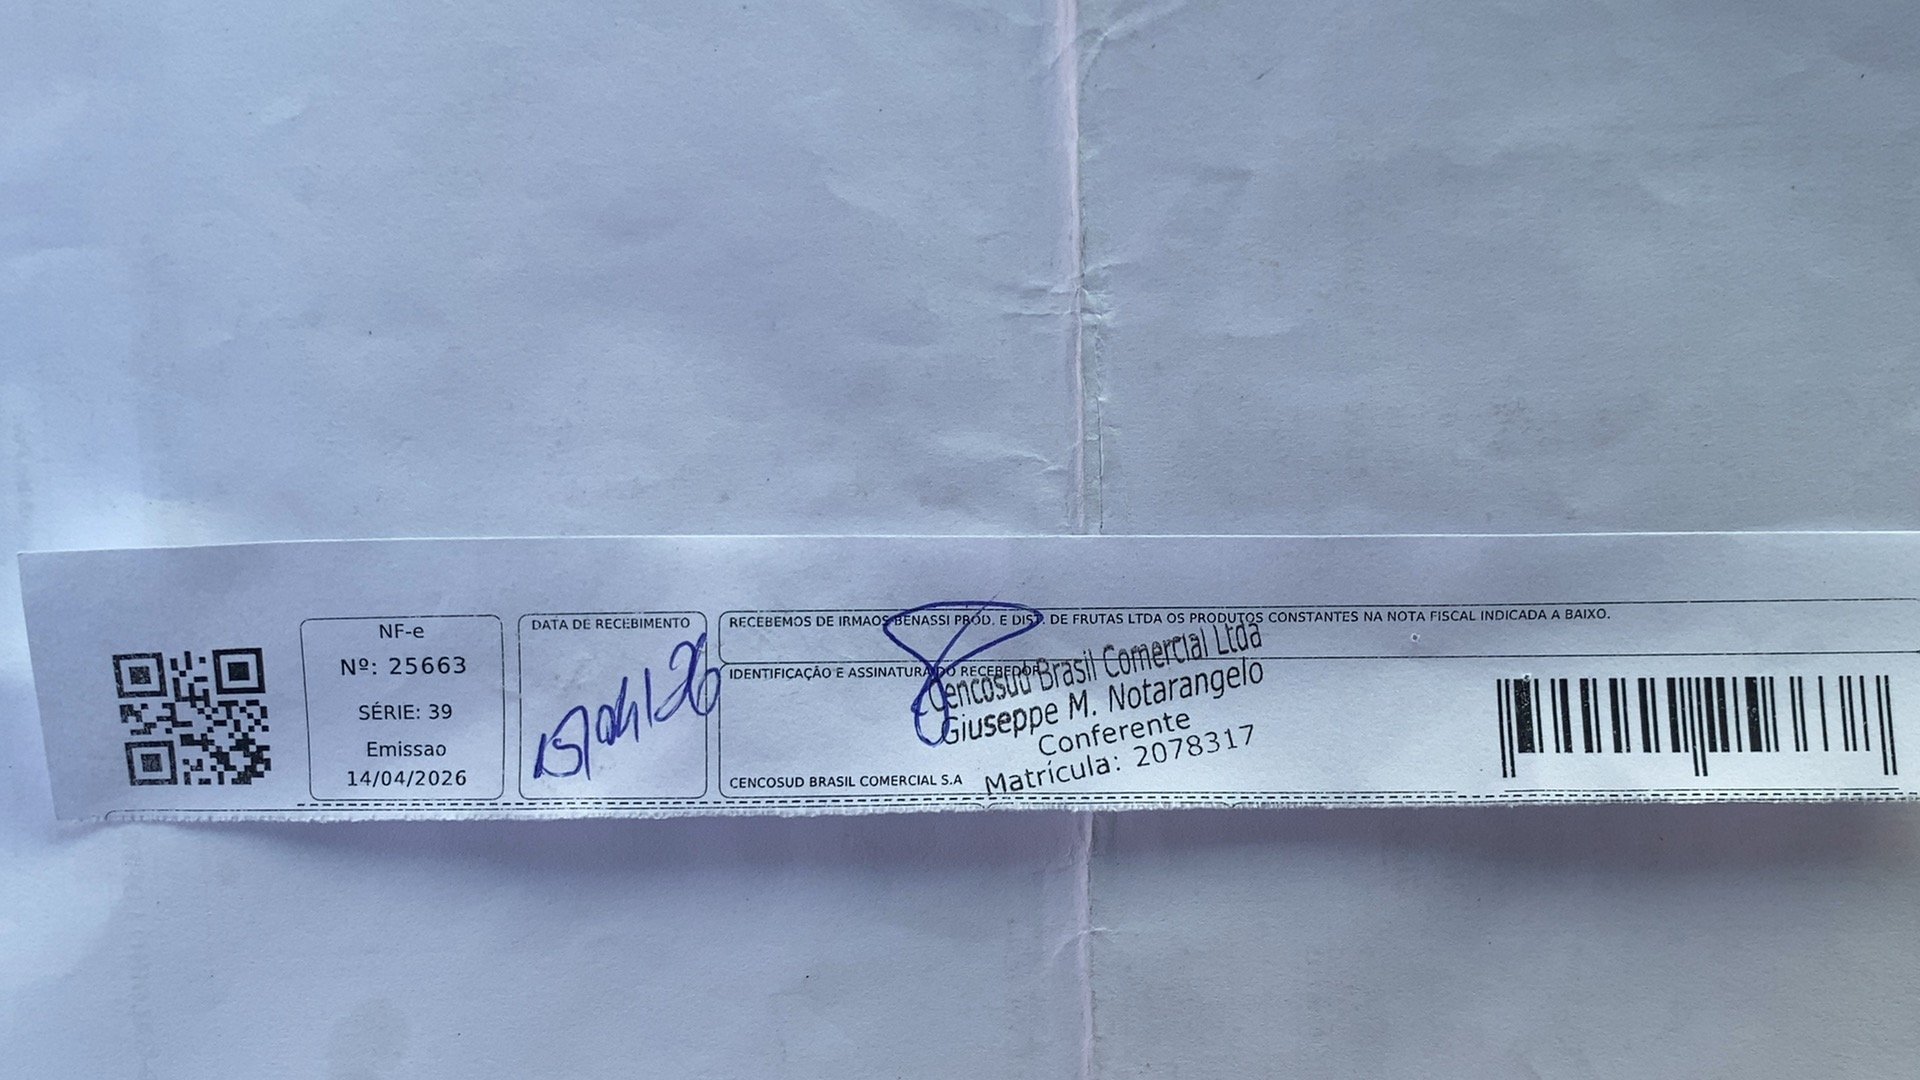 NF-e
Nº: 25663
SÉRIE: 39
Emissao
14/04/2026
DATA DE RECEBIMENTO
15/04/26
RECEBEMOS DE IRMAOS BENASSI PROD. E DIST. DE FRUTAS LTDA OS PRODUTOS CONSTANTES NA NOTA FISCAL INDICADA A BAIXO.
IDENTIFICAÇÃO E ASSINATURA DO RECEBEDOR
Cencosud Brasil Comercial Ltda
Giuseppe M. Notarangelo
Conferente
Matrícula: 2078317
CENCOSUD BRASIL COMERCIAL S.A